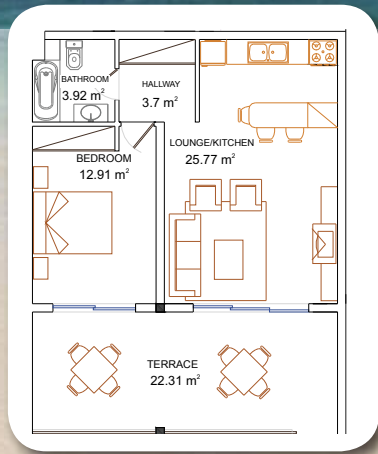 BATHROOM
3.92 m²
HALLWAY
3.7 m²
LOUNGE/KITCHEN
25.77 m²
BEDROOM
12.91 m²
TERRACE
22.31 m²